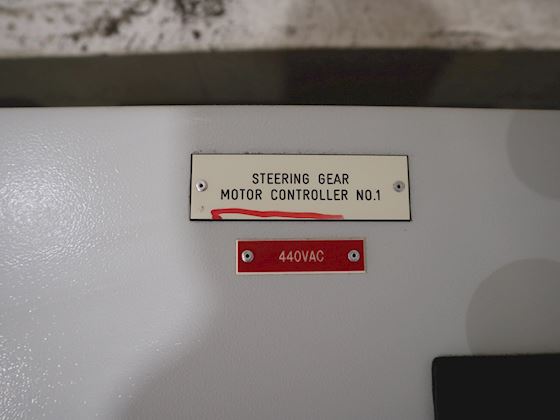 STEERING GEAR
MOTOR CONTROLLER NO.1
440VAC